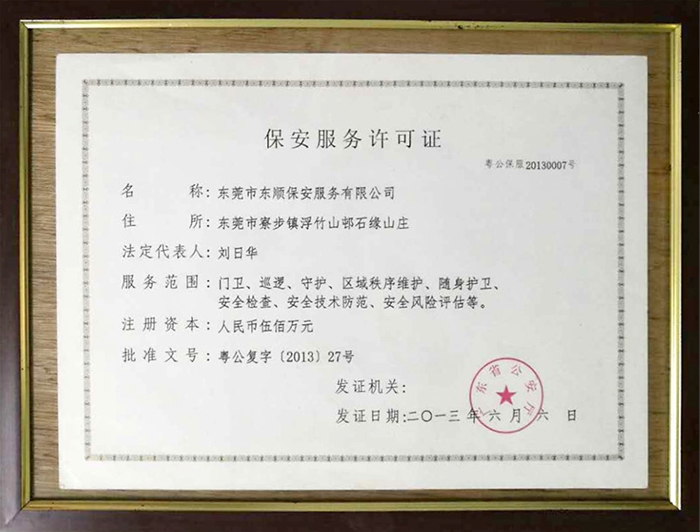 保安服务许可证
粤公保服20130007号
名 称：东莞市东顺保安服务有限公司
住 所：东莞市寮步镇浮竹山邨石缘山庄
法定代表人：刘日华
服务范围：门卫、巡逻、守护、区域秩序维护、随身护卫、
安全检查、安全技术防范、安全风险评估等。
注册资本：人民币伍佰万元
批准文号：粤公复字〔2013〕27号
发证机关：
广东省公安厅
发证日期：二〇一三年六月六日